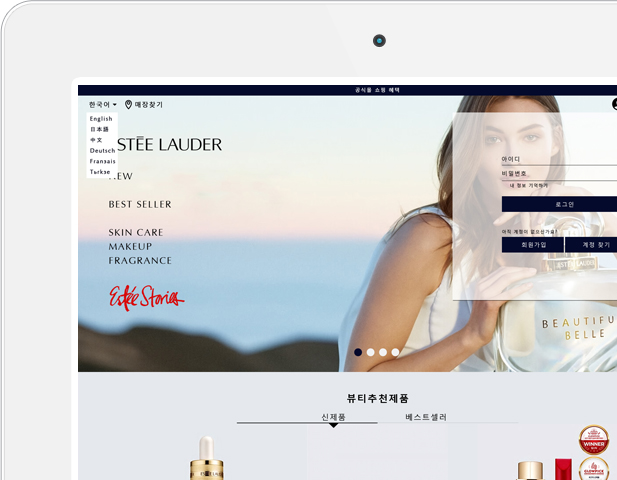 공식몰 쇼핑 혜택
한국어 매장찾기
English
日本語
中文
Deutsch
Fransais
Türkse
STĒE LAUDER
EW
BEST SELLER
SKIN CARE
MAKEUP
FRAGRANCE
Estée Stories
아이디
비밀번호
내 정보 기억하기
로그인
아직 계정이 없으신가요?
회원가입 계정 찾기
BEAUTIFU
BELLE
뷰티추천제품
신제품 베스트셀러
WINNER